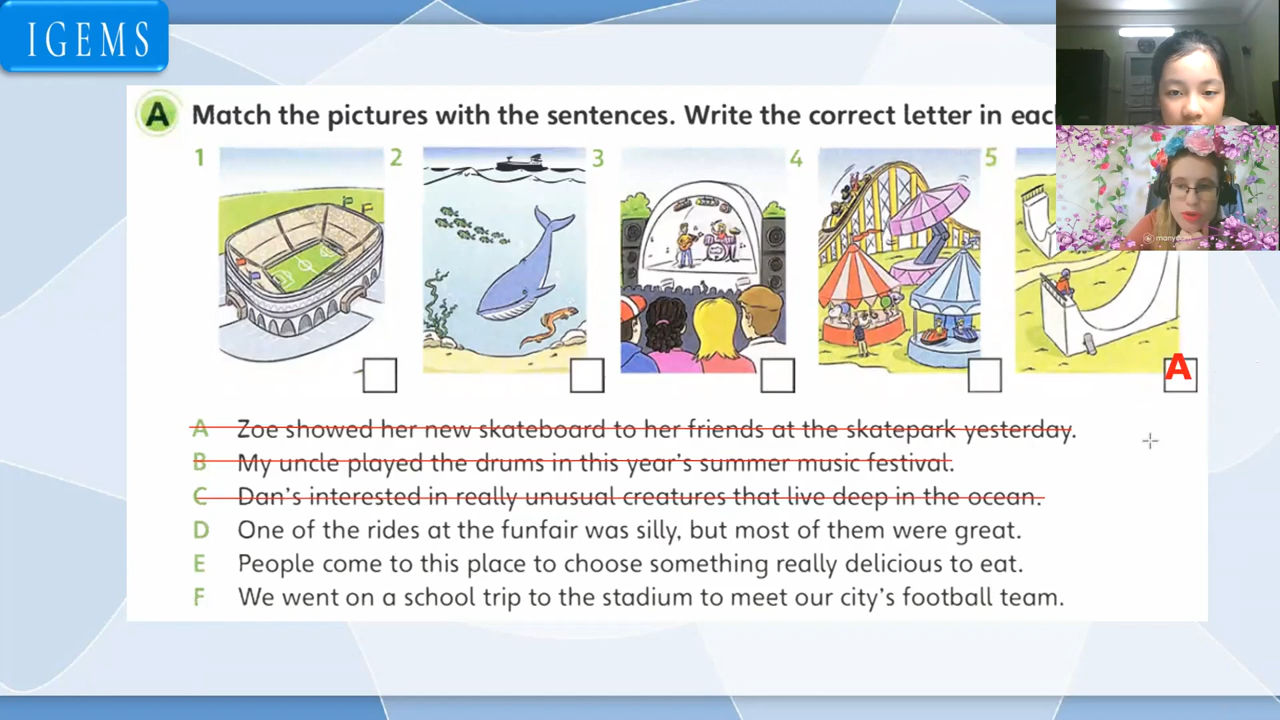 IGEMS
A Match the pictures with the sentences. Write the correct letter in eac
1 2 3 4 5
A
A Zoe showed her new skateboard to her friends at the skatepark yesterday.
B My uncle played the drums in this year's summer music festival.
C Dan's interested in really unusual creatures that live deep in the ocean.
D One of the rides at the funfair was silly, but most of them were great.
E People come to this place to choose something really delicious to eat.
F We went on a school trip to the stadium to meet our city's football team.